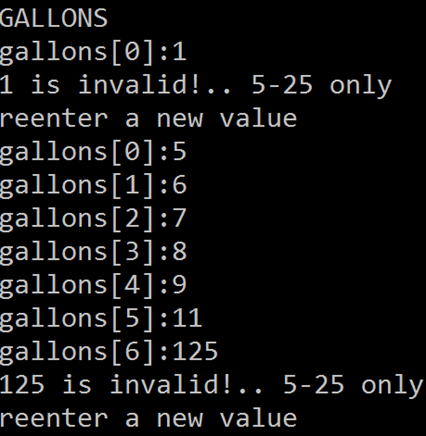 GALLONS
gallons[0]:1
1 is invalid!.. 5-25 only
reenter a new value
gallons[0]:5
gallons[1]:6
gallons[2]:7
gallons[3]:8
gallons[4]:9
gallons[5]:11
gallons[6]:125
125 is invalid!.. 5-25 only
reenter a new value